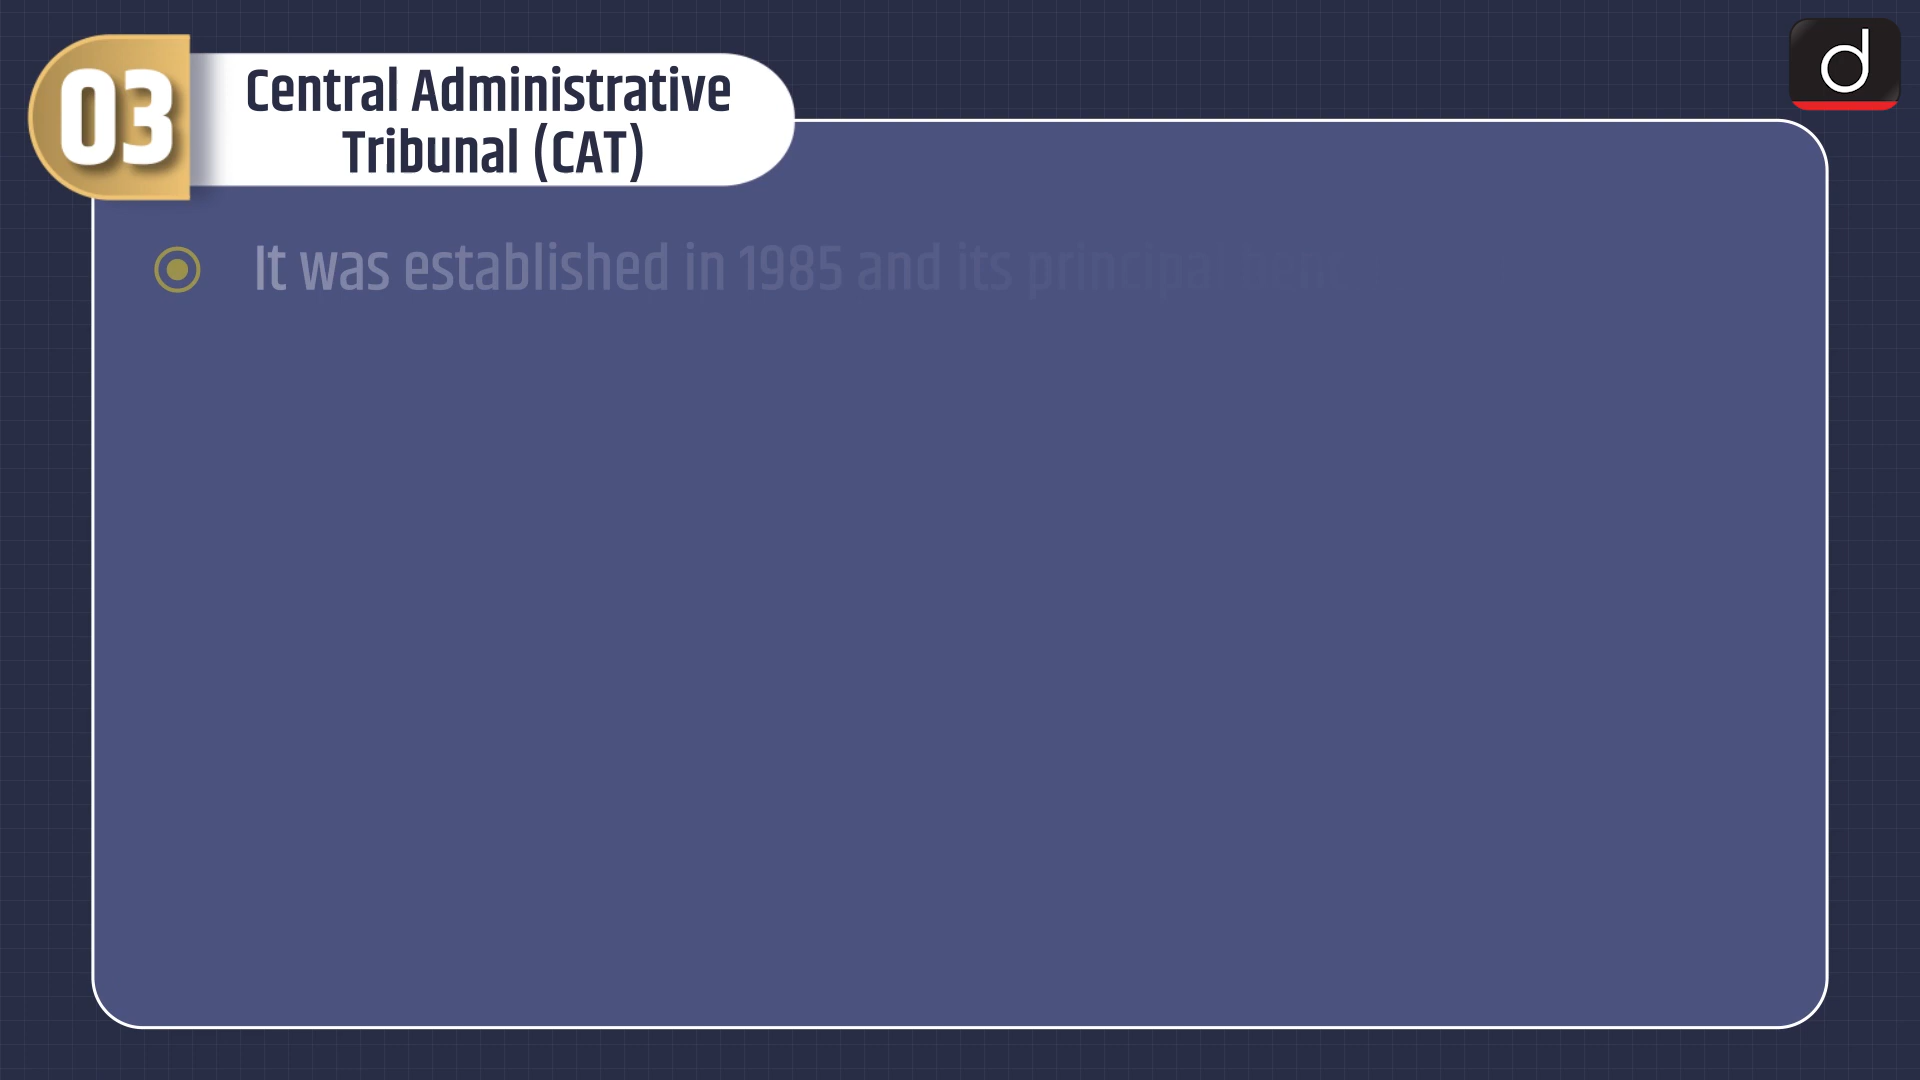 03
Central Administrative
Tribunal (CAT)
It was established in 1985 and its principal